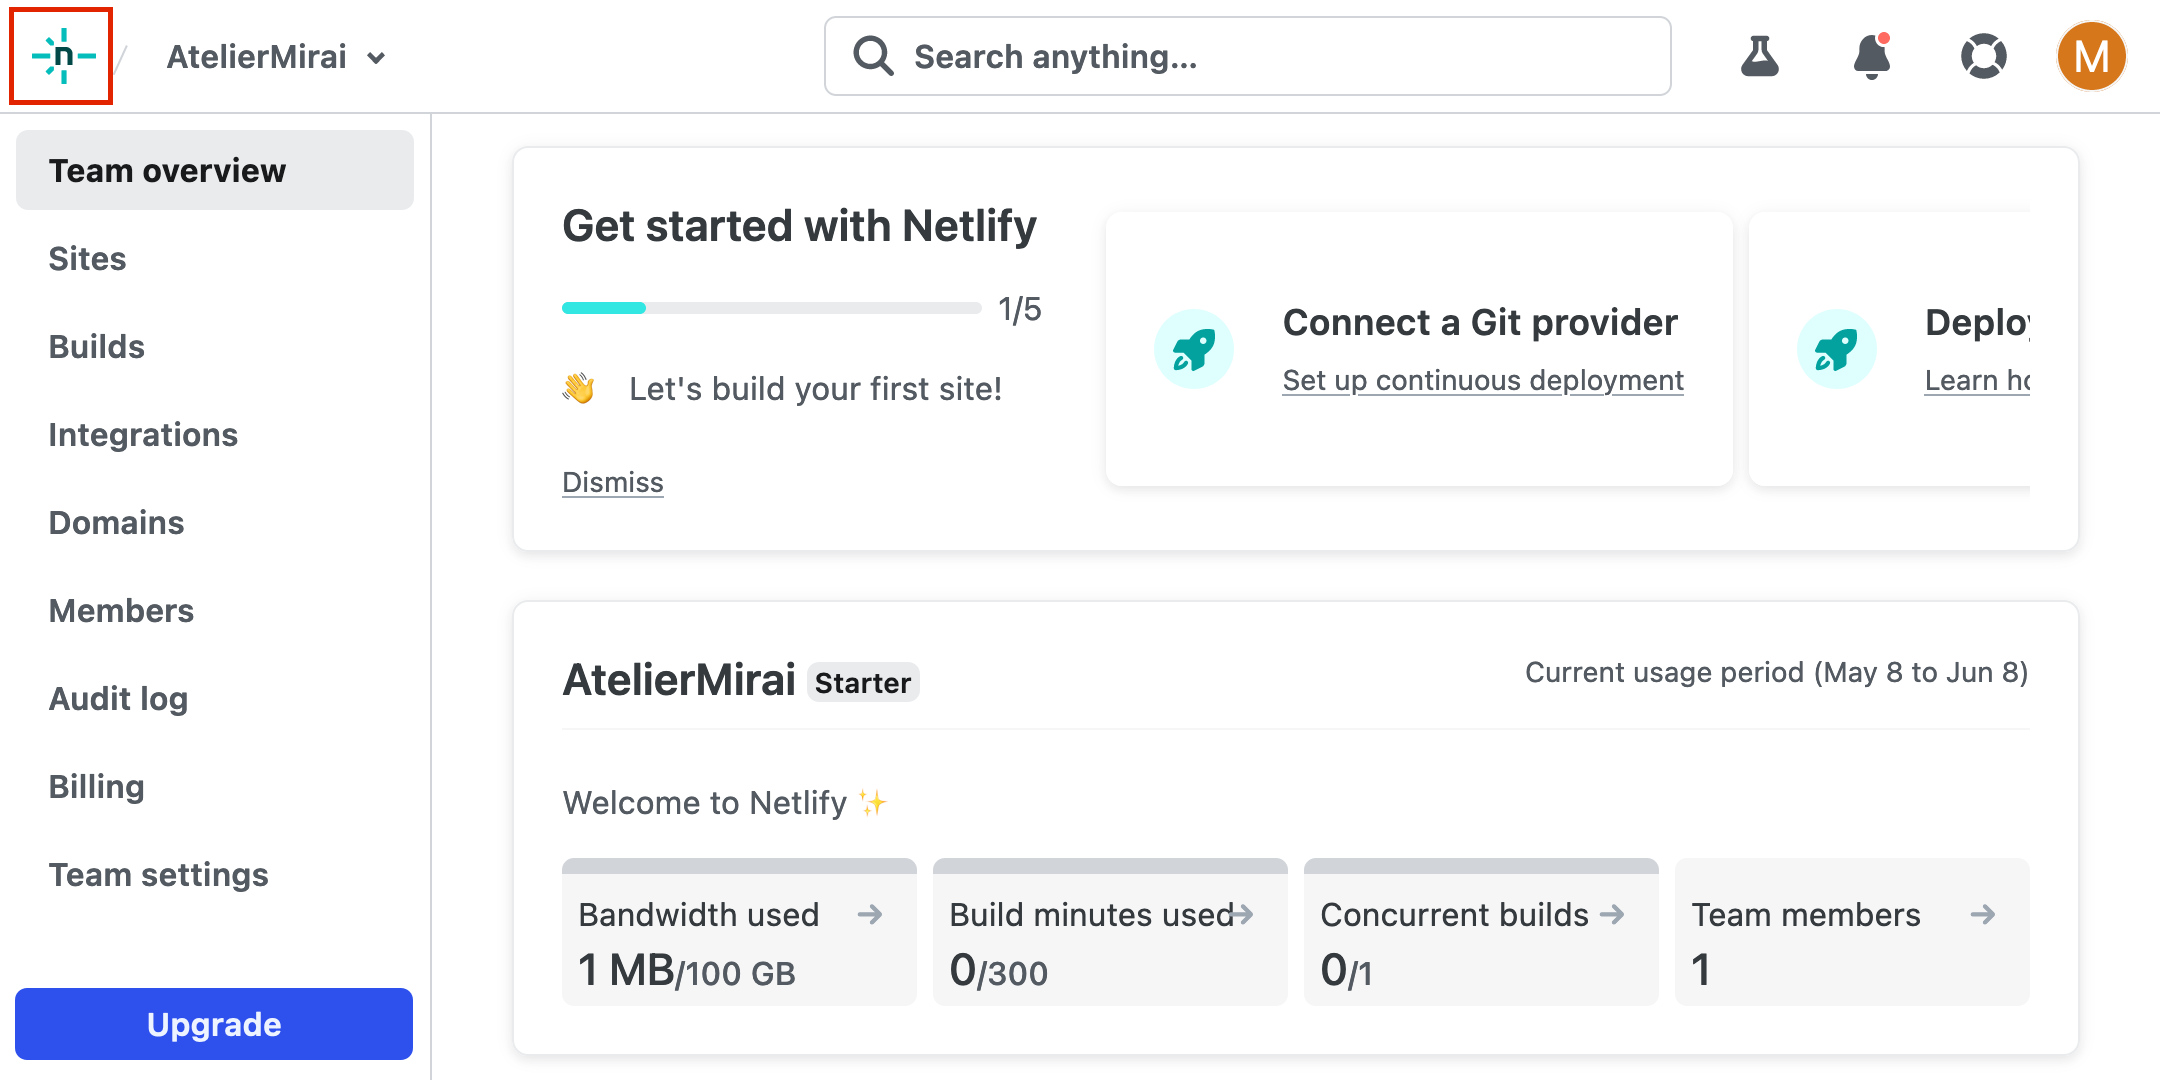 n
AtelierMirai
Search anything...
M
Team overview
Sites
Builds
Integrations
Domains
Members
Audit log
Billing
Team settings
Upgrade
Get started with Netlify
1/5
👋 Let's build your first site!
Dismiss
Connect a Git provider
Set up continuous deployment
Deploy
Learn ho
AtelierMirai Starter
Current usage period (May 8 to Jun 8)
Welcome to Netlify ✨
Bandwidth used →
1 MB/100 GB
Build minutes used →
0/300
Concurrent builds →
0/1
Team members →
1